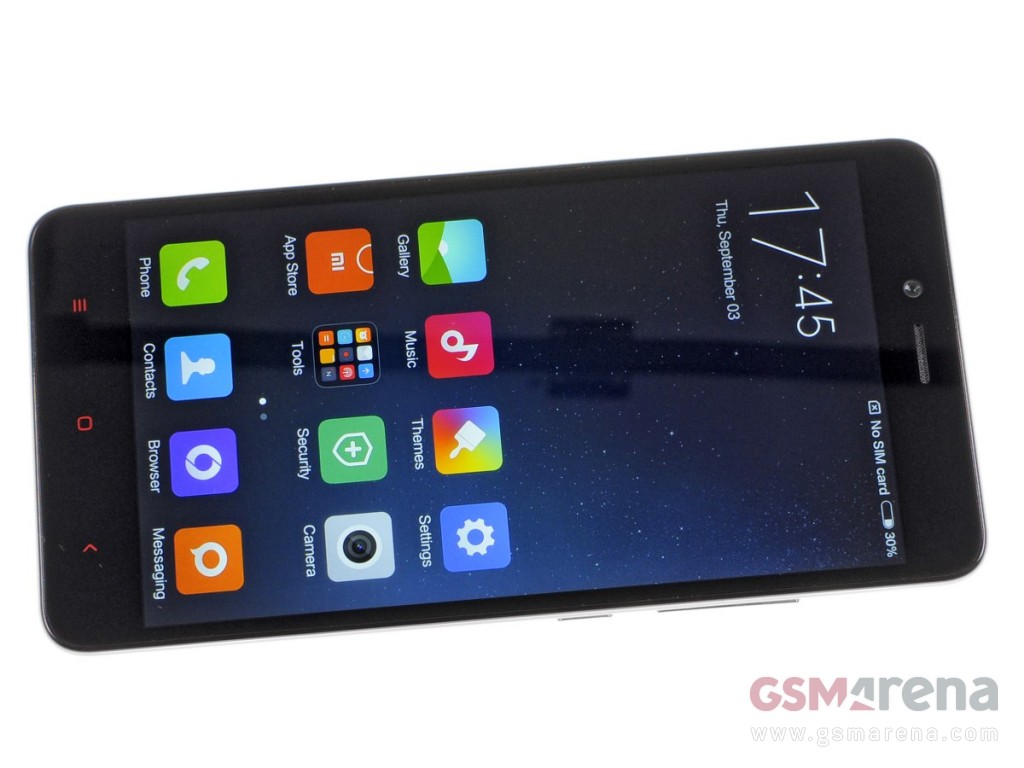 No SIM card 30%
17:45
Thu, September 03
Gallery
Music
Themes
Settings
mi
App Store
Tools
Security
Camera
Phone
Contacts
Browser
Messaging
GSMarena
www.gsmarena.com